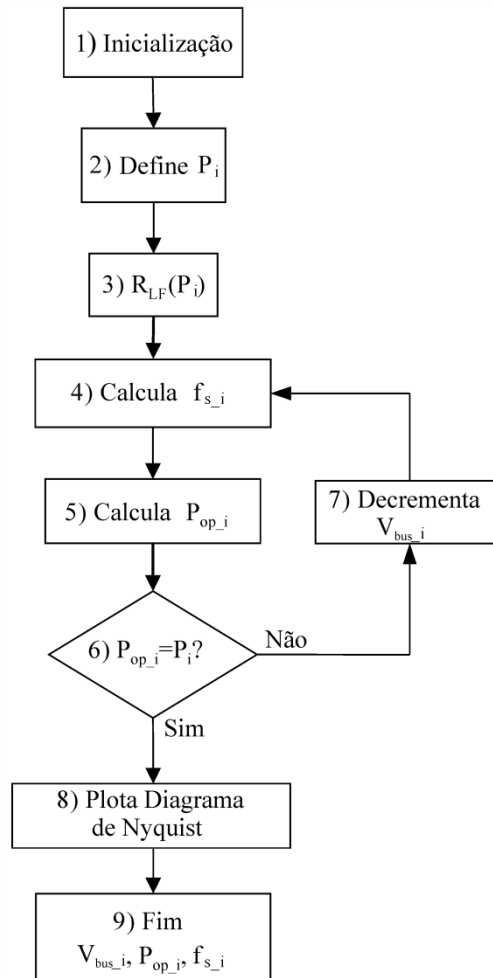 1) Inicialização
2) Define P_i
3) R_LF(P_i)
4) Calcula f_s_i
5) Calcula P_op_i
7) Decrementa
V_bus_i
6) P_op_i=P_i?
Não
Sim
8) Plota Diagrama
de Nyquist
9) Fim
V_bus_i, P_op_i, f_s_i